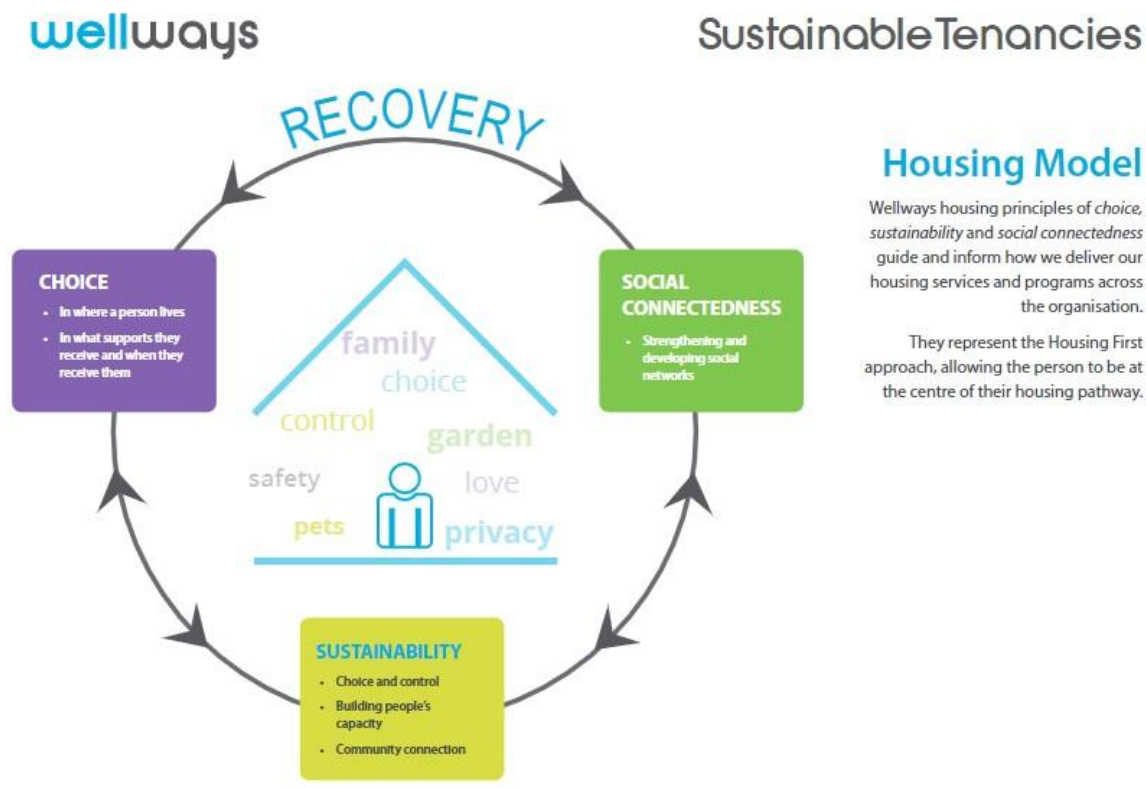 wellways
SustainableTenancies
RECOVERY
Housing Model
Wellways housing principles of choice,
sustainability and social connectedness
guide and inform how we deliver our
housing services and programs across
the organisation.
They represent the Housing First
approach, allowing the person to be at
the centre of their housing pathway.
CHOICE
• In where a person lives
• In what supports they
receive and when they
receive them
family
choice
control
garden
safety
love
pets
privacy
SOCIAL
CONNECTEDNESS
• Strengthening and
developing social
networks
SUSTAINABILITY
• Choice and control
• Building people's
capacity
• Community connection